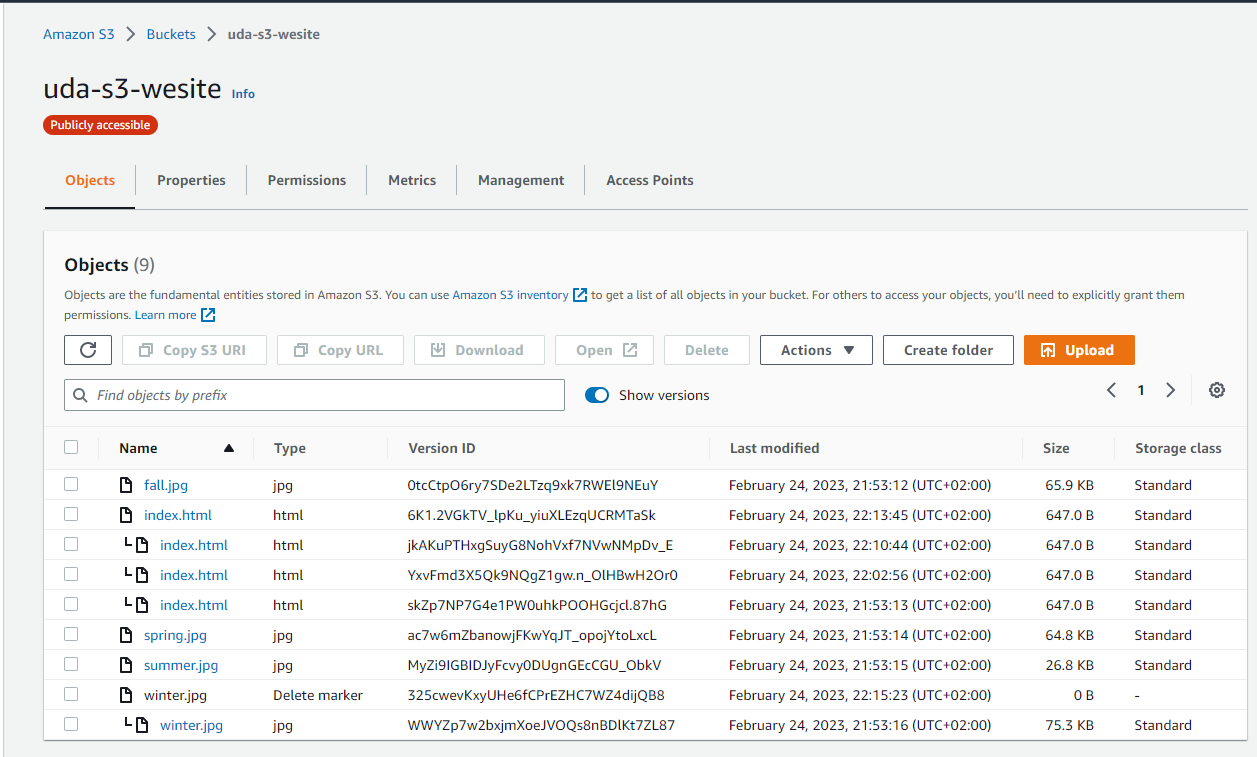 Amazon S3 > Buckets > uda-s3-wesite
uda-s3-wesite Info
Publicly accessible
Objects Properties Permissions Metrics Management Access Points
Objects (9)
Objects are the fundamental entities stored in Amazon S3. You can use Amazon S3 inventory to get a list of all objects in your bucket. For others to access your objects, you'll need to explicitly grant them
permissions. Learn more
Copy S3 URI Copy URL Download Open Delete Actions Create folder Upload
Find objects by prefix Show versions 1
Name Type Version ID Last modified Size Storage class
fall.jpg jpg 0tcCtpO6ry7SDe2LTzq9xk7RWEl9NEuY February 24, 2023, 21:53:12 (UTC+02:00) 65.9 KB Standard
index.html html 6K1.2VGkTV_lpKu_yiuXLEzqUCRMTaSk February 24, 2023, 22:13:45 (UTC+02:00) 647.0 B Standard
index.html html jkAKuPTHxgSuyG8NohVxf7NVwNMpDv_E February 24, 2023, 22:10:44 (UTC+02:00) 647.0 B Standard
index.html html YxvFmd3X5Qk9NQgZ1gw.n_OlHBwH2Or0 February 24, 2023, 22:02:56 (UTC+02:00) 647.0 B Standard
index.html html skZp7NP7G4e1PW0uhkPOOHGcjcl.87hG February 24, 2023, 21:53:13 (UTC+02:00) 647.0 B Standard
spring.jpg jpg ac7w6mZbanowjFKwYqJT_opojYtoLxcL February 24, 2023, 21:53:14 (UTC+02:00) 64.8 KB Standard
summer.jpg jpg MyZi9IGBIDJyFcvy0DUgnGEcCGU_ObkV February 24, 2023, 21:53:15 (UTC+02:00) 26.8 KB Standard
winter.jpg Delete marker 325cwevKxyUHe6fCPrEZHC7WZ4dijQB8 February 24, 2023, 22:15:23 (UTC+02:00) 0 B -
winter.jpg jpg WWYZp7w2bxjmXoeJVOQs8nBDlKt7ZL87 February 24, 2023, 21:53:16 (UTC+02:00) 75.3 KB Standard